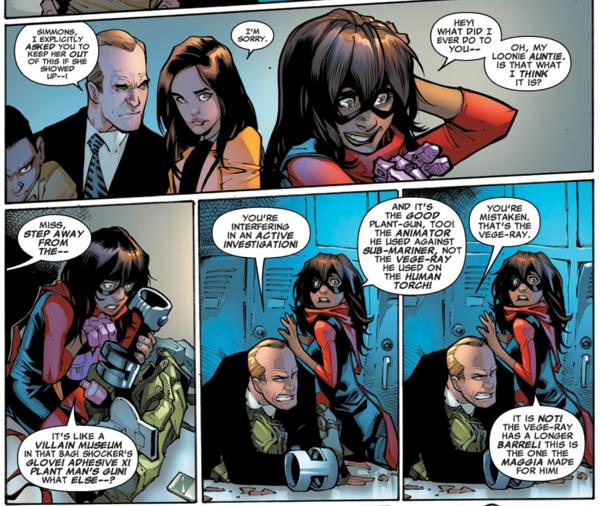 SIMMONS,
I EXPLICITLY
ASKED YOU TO
KEEP HER OUT
OF THIS IF SHE
SHOWED
UP--!
I'M
SORRY.
HEY!
WHAT DID I
EVER DO TO
YOU--
OH, MY
LOONIE AUNTIE.
IS THAT WHAT
I THINK
IT IS?
MISS,
STEP AWAY
FROM
THE--
IT'S LIKE A
VILLAIN MUSEUM
IN THAT BAG! SHOCKER'S
GLOVE! ADHESIVE X!
PLANT MAN'S GUN!
WHAT ELSE--?
YOU'RE
INTERFERING
IN AN ACTIVE
INVESTIGATION!
AND IT'S
THE GOOD
PLANT-GUN, TOO!
THE ANIMATOR
HE USED AGAINST
SUB-MARINER, NOT
THE VEGE-RAY
HE USED ON
THE HUMAN
TORCH!
YOU'RE
MISTAKEN.
THAT'S THE
VEGE-RAY.
IT IS NOT!
THE VEGE-RAY
HAS A LONGER
BARREL! THIS IS
THE ONE THE
MAGGIA MADE
FOR HIM!